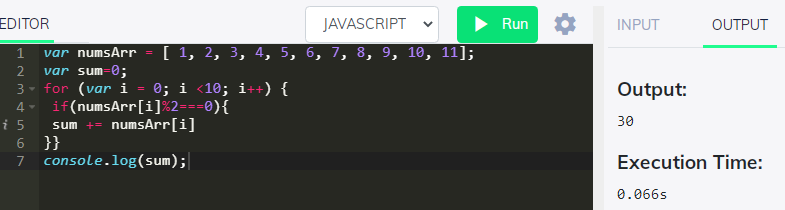 EDITOR
JAVASCRIPT
Run
INPUT
OUTPUT
1 var numsArr = [ 1, 2, 3, 4, 5, 6, 7, 8, 9, 10, 11];
2 var sum=0;
3 for (var i = 0; i <10; i++) {
4 if(numsArr[i]%2===0){
i 5 sum += numsArr[i]
6 }}
7 console.log(sum);
Output:
30
Execution Time:
0.066s